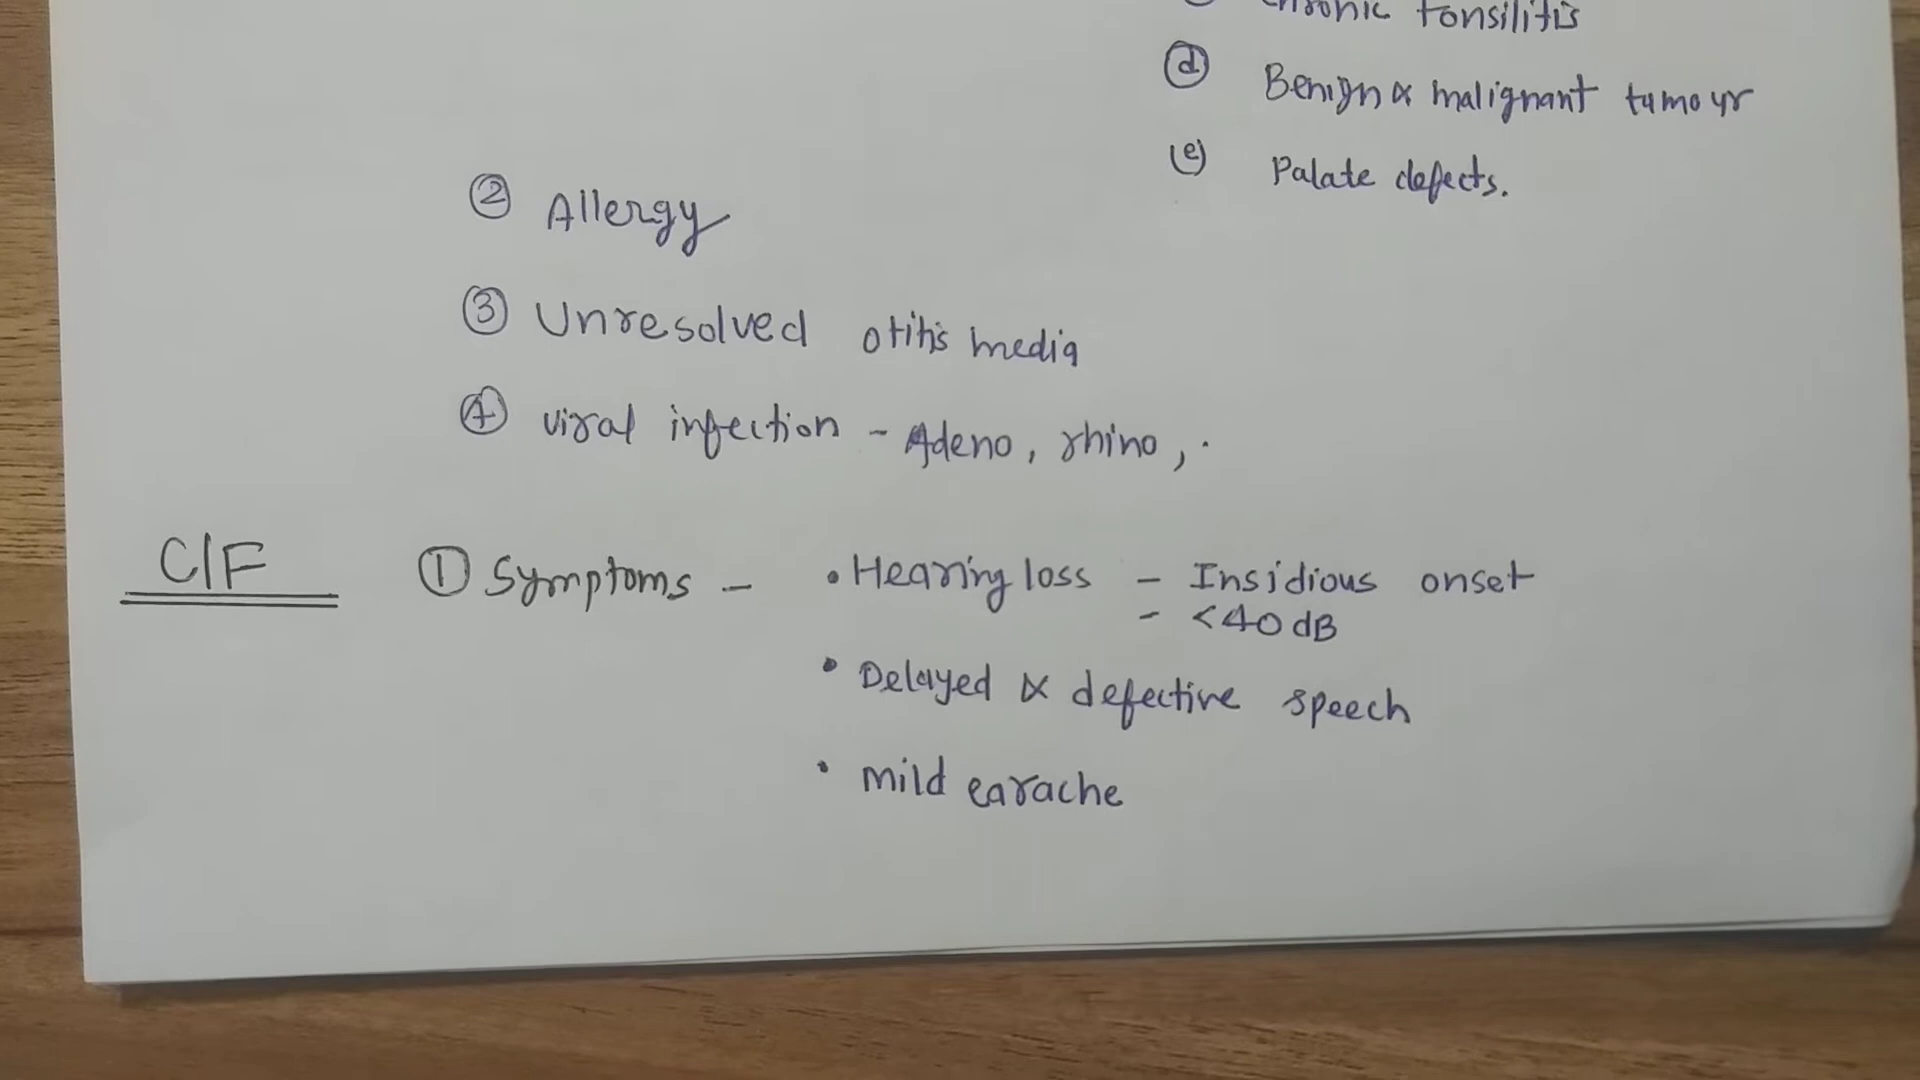 chronic tonsilitis
(d) Benign & malignant tumour
(e) Palate defects.
② Allergy
③ Unresolved otitis media
④ viral infection - Adeno, rhino, .
C/F ① Symptoms - • Hearing loss - Insidious onset
- <40 dB
• Delayed & defective speech
• mild earache